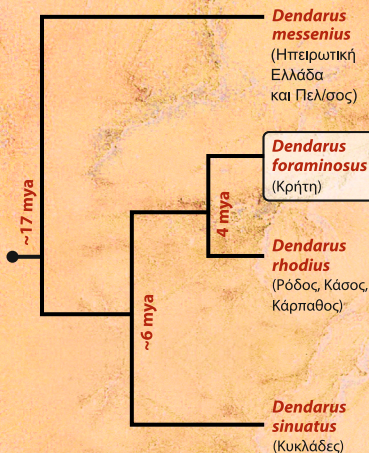 Dendarus
messenius
(Ηπειρωτική
Ελλάδα
και Πελ/σος)
~17 mya
Dendarus
foraminosus
(Κρήτη)
4 mya
Dendarus
rhodius
(Ρόδος, Κάσος,
Κάρπαθος)
~6 mya
Dendarus
sinuatus
(Κυκλάδες)